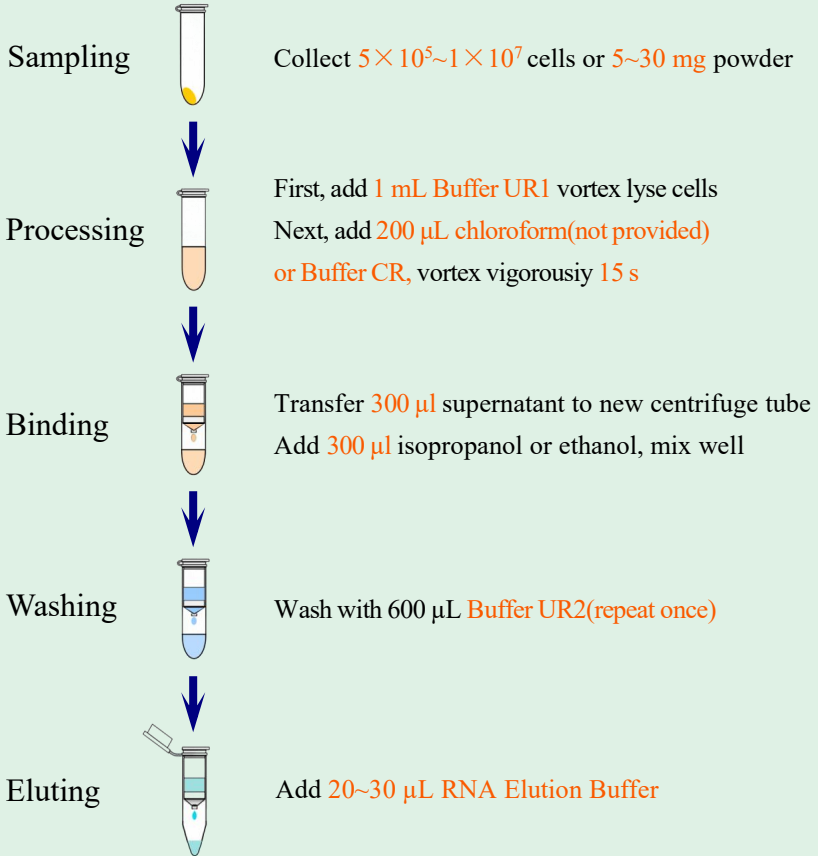 Sampling
Collect 5×10⁵~1×10⁷ cells or 5~30 mg powder
Processing
First, add 1 mL Buffer UR1 vortex lyse cells
Next, add 200 µL chloroform(not provided)
or Buffer CR, vortex vigorousiy 15 s
Binding
Transfer 300 µl supernatant to new centrifuge tube
Add 300 µl isopropanol or ethanol, mix well
Washing
Wash with 600 µL Buffer UR2(repeat once)
Eluting
Add 20~30 µL RNA Elution Buffer